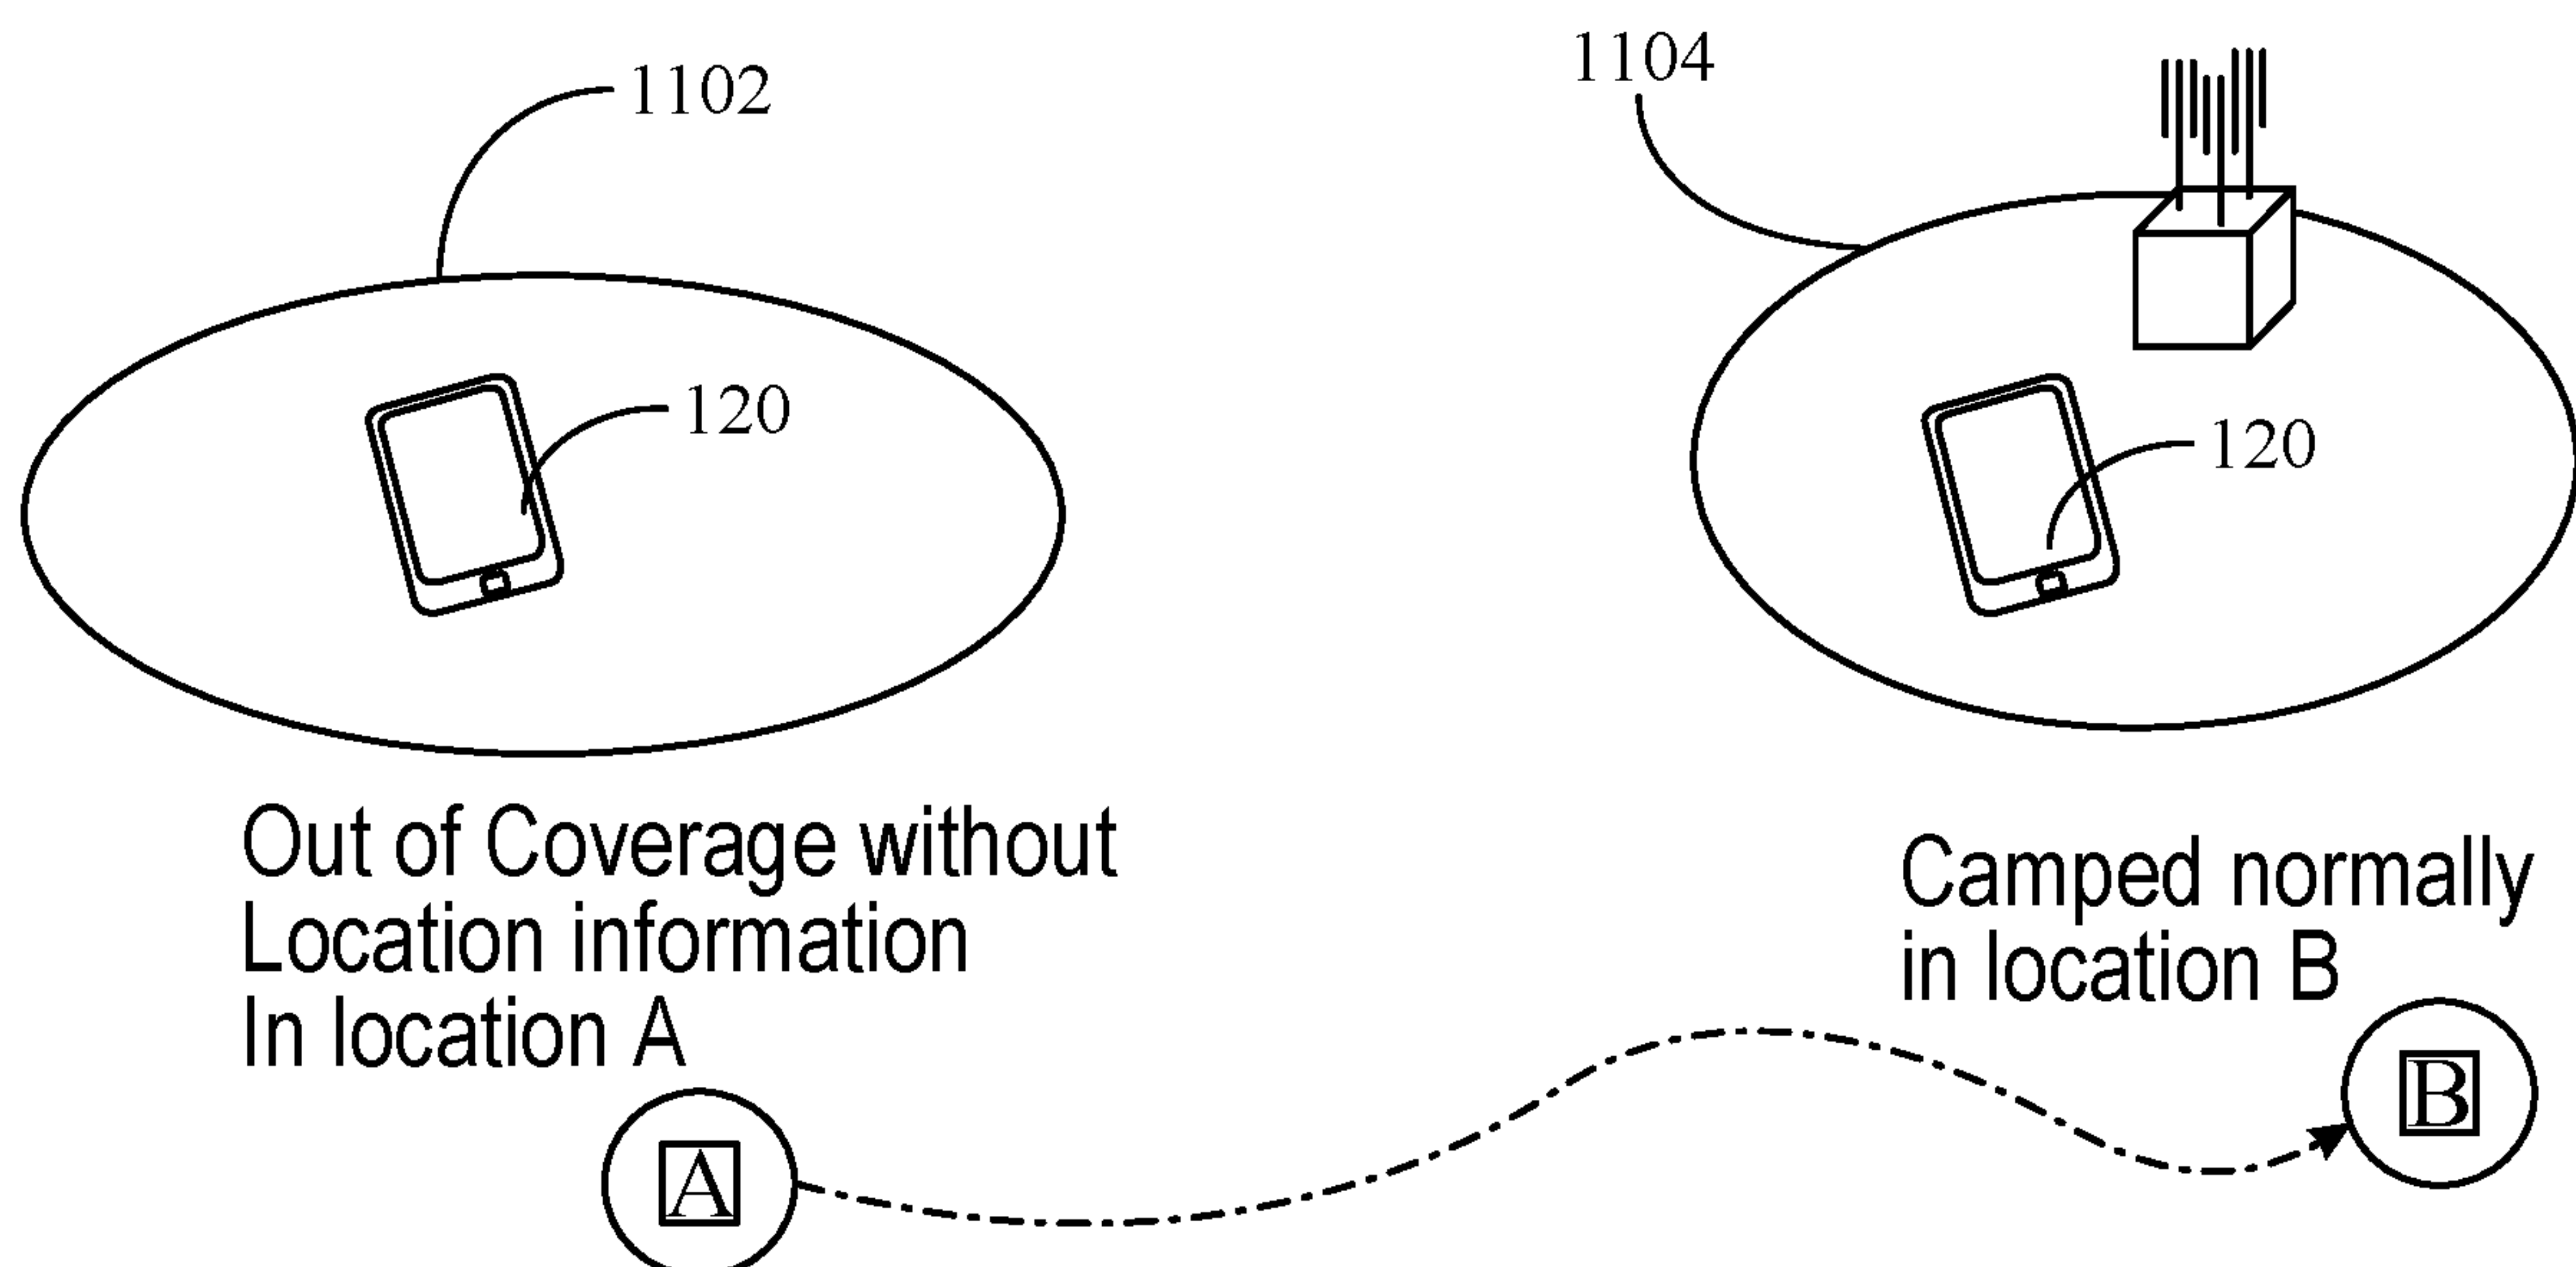 1102
1104
120
120
Out of Coverage without
Location information
In location A
Camped normally
in location B
A
B